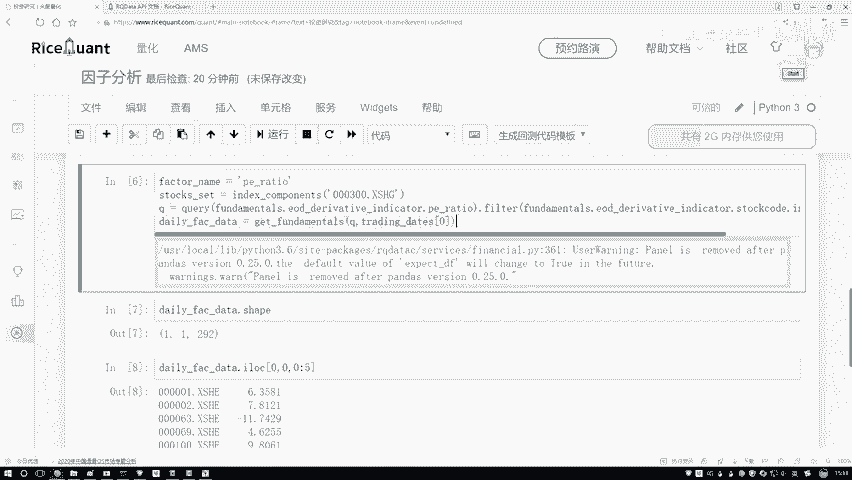 RQData API 文档 - RiceQuant
RiceQuant 量化 AMS 预约路演 帮助文档 社区
因子分析 最后检查: 20 分钟前 (未保存改变)
Start
文件 编辑 查看 插入 单元格 服务 Widgets 帮助 可信的 Python 3
运行 代码 生成回测代码模板 共有 2G 内存供您使用
In [6]: factor_name = 'pe_ratio'
stocks_set = index_components('000300.XSHG')
q = query(fundamentals.eod_derivative_indicator.pe_ratio).filter(fundamentals.eod_derivative_indicator.stockcode.in
daily_fac_data = get_fundamentals(q,trading_dates[0])
/usr/local/lib/python3.6/site-packages/rqdatac/services/financial.py:361: UserWarning: Panel is  removed after p
andas version 0.25.0.the  default value of 'expect_df' will change to True in the future.
warnings.warn("Panel is  removed after pandas version 0.25.0."
In [7]: daily_fac_data.shape
Out[7]: (1, 1, 292)
In [8]: daily_fac_data.iloc[0,0,0:5]
Out[8]: 000001.XSHE 6.3581
000002.XSHE 7.8121
000063.XSHE -11.7429
000069.XSHE 4.6255
000100.XSHE 9.8061